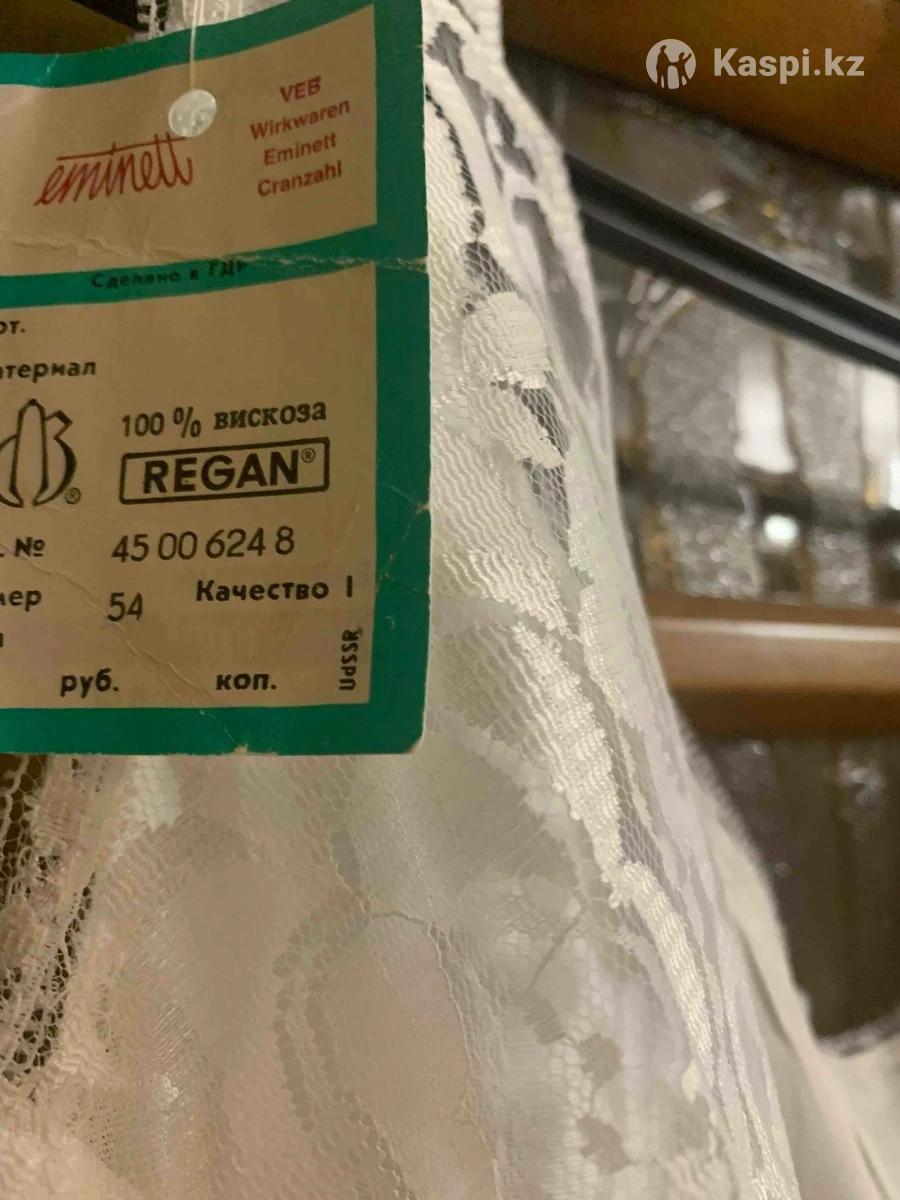 Kaspi.kz
eminett
VEB
Wirkwaren
Eminett
Cranzahl
Сделано в ГДР
от.
атериал
100 % вискоза
REGAN®
®
. № 45 00 624 8
мер 54 Качество I
руб. коп.
UdSSR